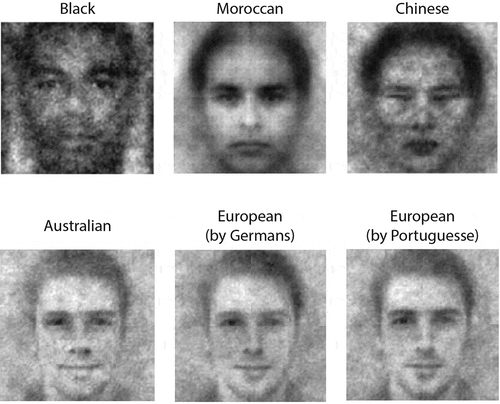 Black
Moroccan
Chinese
Australian
European
(by Germans)
European
(by Portuguesse)